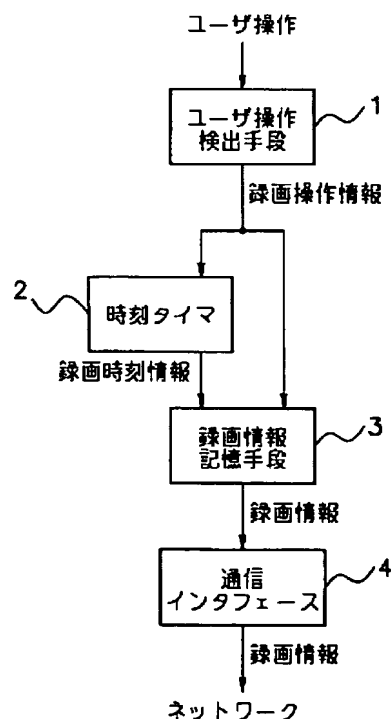 ユーザ操作
1
ユーザ操作
検出手段
録画操作情報
2
時刻タイマ
録画時刻情報
3
録画情報
記憶手段
録画情報
4
通信
インタフェース
録画情報
ネットワーク